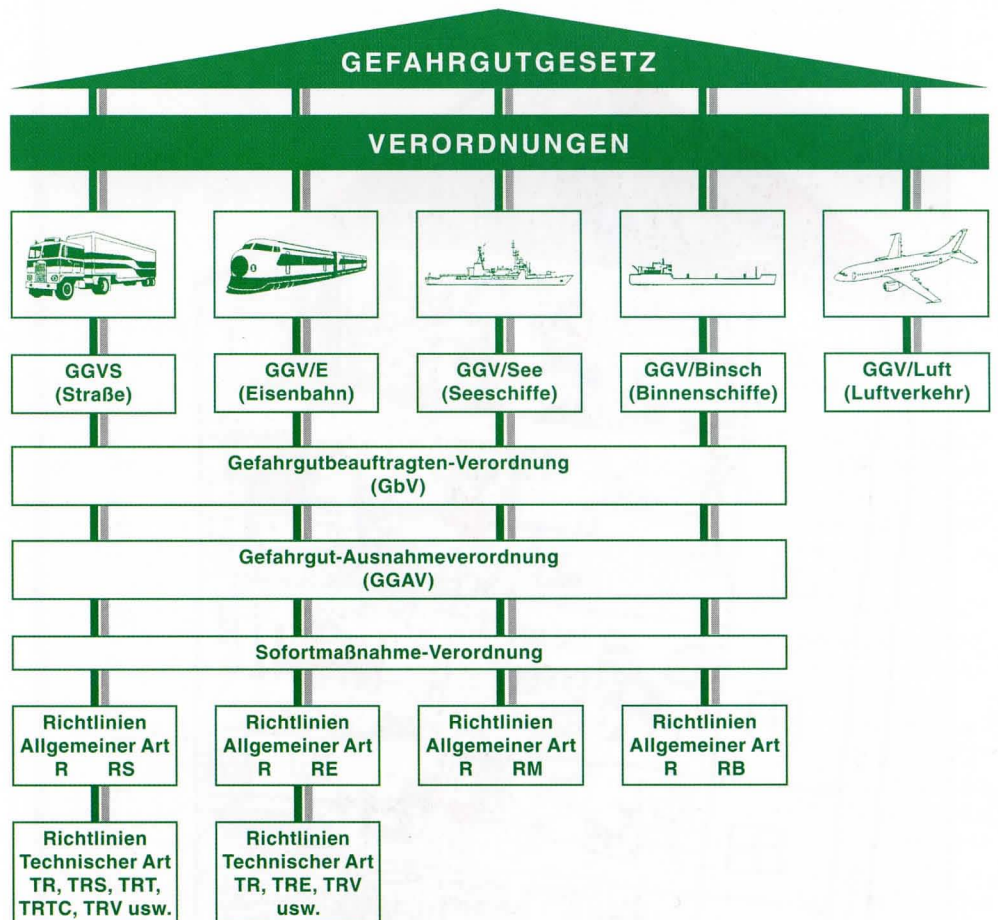 GEFAHRGUTGESETZ
VERORDNUNGEN
GGVS
(Straße)
GGV/E
(Eisenbahn)
GGV/See
(Seeschiffe)
GGV/Binsch
(Binnenschiffe)
GGV/Luft
(Luftverkehr)
Gefahrgutbeauftragten-Verordnung
(GbV)
Gefahrgut-Ausnahmeverordnung
(GGAV)
Sofortmaßnahme-Verordnung
Richtlinien
Allgemeiner Art
R RS
Richtlinien
Allgemeiner Art
R RE
Richtlinien
Allgemeiner Art
R RM
Richtlinien
Allgemeiner Art
R RB
Richtlinien
Technischer Art
TR, TRS, TRT,
TRTC, TRV usw.
Richtlinien
Technischer Art
TR, TRE, TRV
usw.